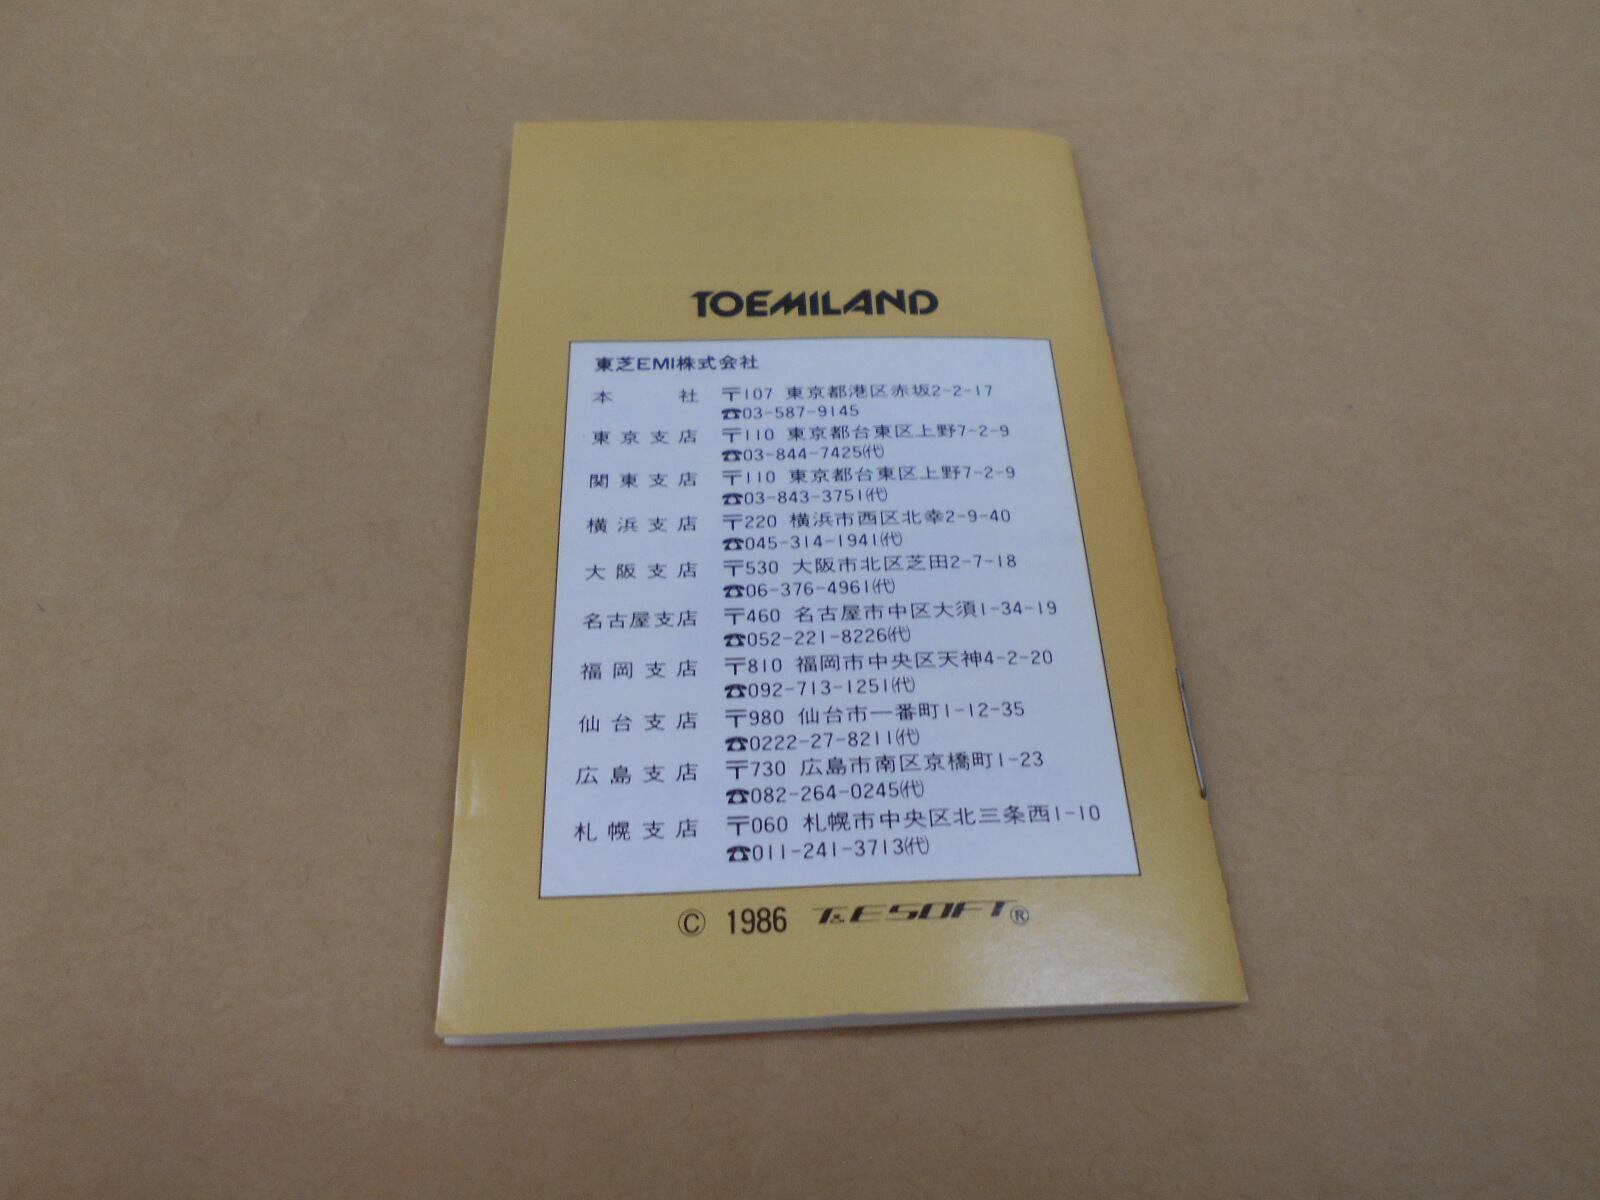 TOEMILAND
東芝EMI株式会社
本社 〒107 東京都港区赤坂2-2-17
☎03-587-9145
東京支店 〒110 東京都台東区上野7-2-9
☎03-844-7425㈹
関東支店 〒110 東京都台東区上野7-2-9
☎03-843-3751㈹
横浜支店 〒220 横浜市西区北幸2-9-40
☎045-314-1941㈹
大阪支店 〒530 大阪市北区芝田2-7-18
☎06-376-4961㈹
名古屋支店 〒460 名古屋市中区大須1-34-19
☎052-221-8226㈹
福岡支店 〒810 福岡市中央区天神4-2-20
☎092-713-1251㈹
仙台支店 〒980 仙台市一番町1-12-35
☎0222-27-8211㈹
広島支店 〒730 広島市南区京橋町1-23
☎082-264-0245㈹
札幌支店 〒060 札幌市中央区北三条西1-10
☎011-241-3713㈹
© 1986 T&E SOFT®